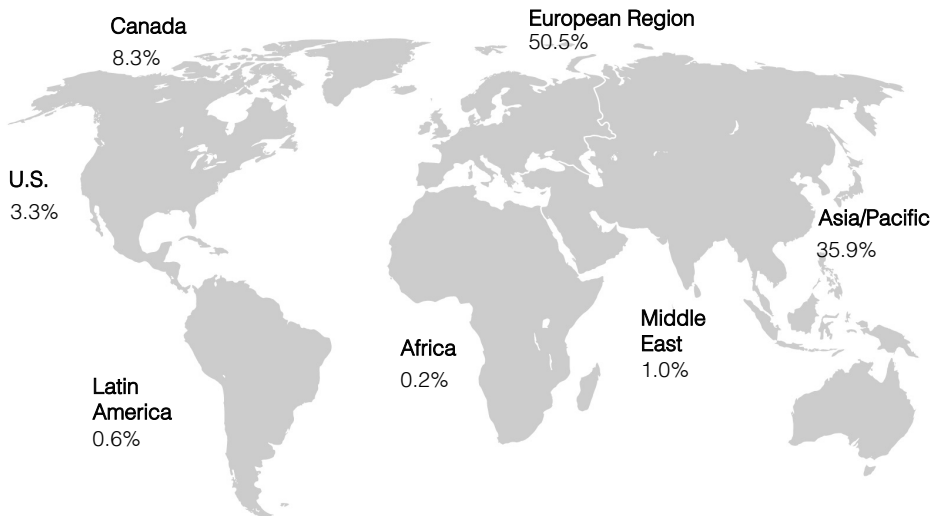 European Region
50.5%
Canada
8.3%
U.S.
3.3%
Asia/Pacific
35.9%
Middle
East
1.0%
Africa
0.2%
Latin
America
0.6%